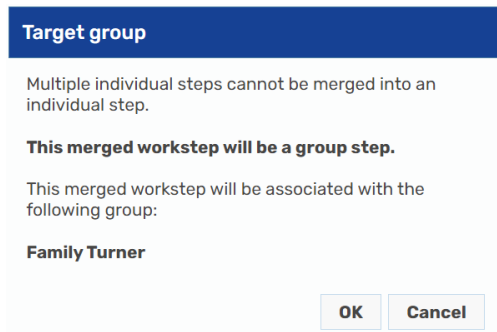 Target group
Multiple individual steps cannot be merged into an
individual step.
This merged workstep will be a group step.
This merged workstep will be associated with the
following group:
Family Turner
OK Cancel